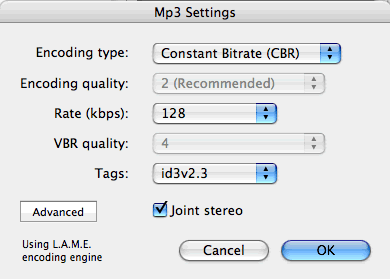 Mp3 Settings
Encoding type: Constant Bitrate (CBR)
Encoding quality: 2 (Recommended)
Rate (kbps): 128
VBR quality: 4
Tags: id3v2.3
Advanced Joint stereo
Using L.A.M.E.
encoding engine
Cancel OK